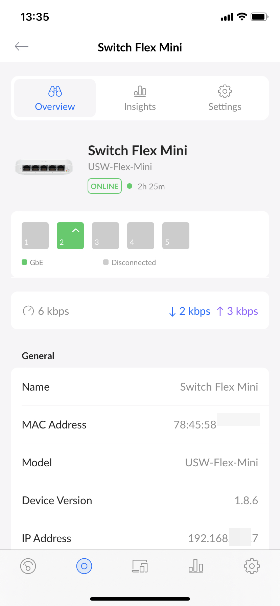 13:35
Switch Flex Mini
Overview
Insights
Settings
Switch Flex Mini
USW-Flex-Mini
ONLINE 2h 25m
1 2 3 4 5
GbE Disconnected
6 kbps ↓ 2 kbps ↑ 3 kbps
General
Name Switch Flex Mini
MAC Address 78:45:58
Model USW-Flex-Mini
Device Version 1.8.6
IP Address 192.168 7